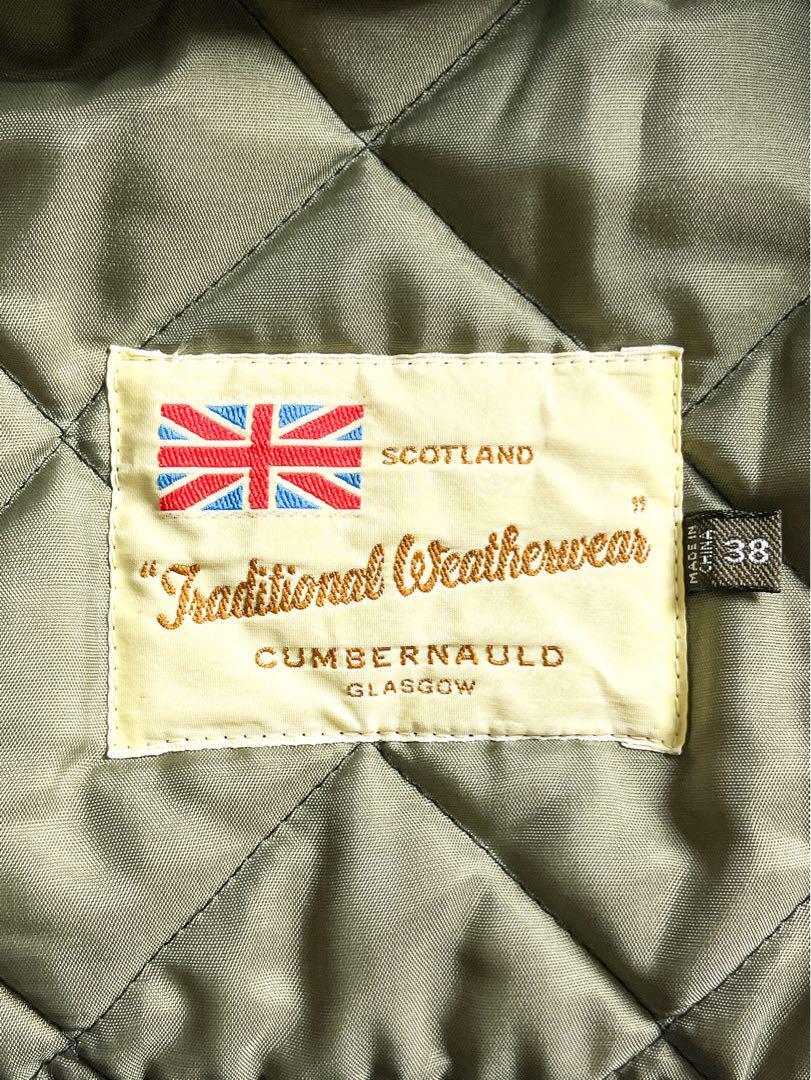 SCOTLAND
"Traditional Weatherwear"
CUMBERNAULD
GLASGOW
MADE IN
CHINA
38